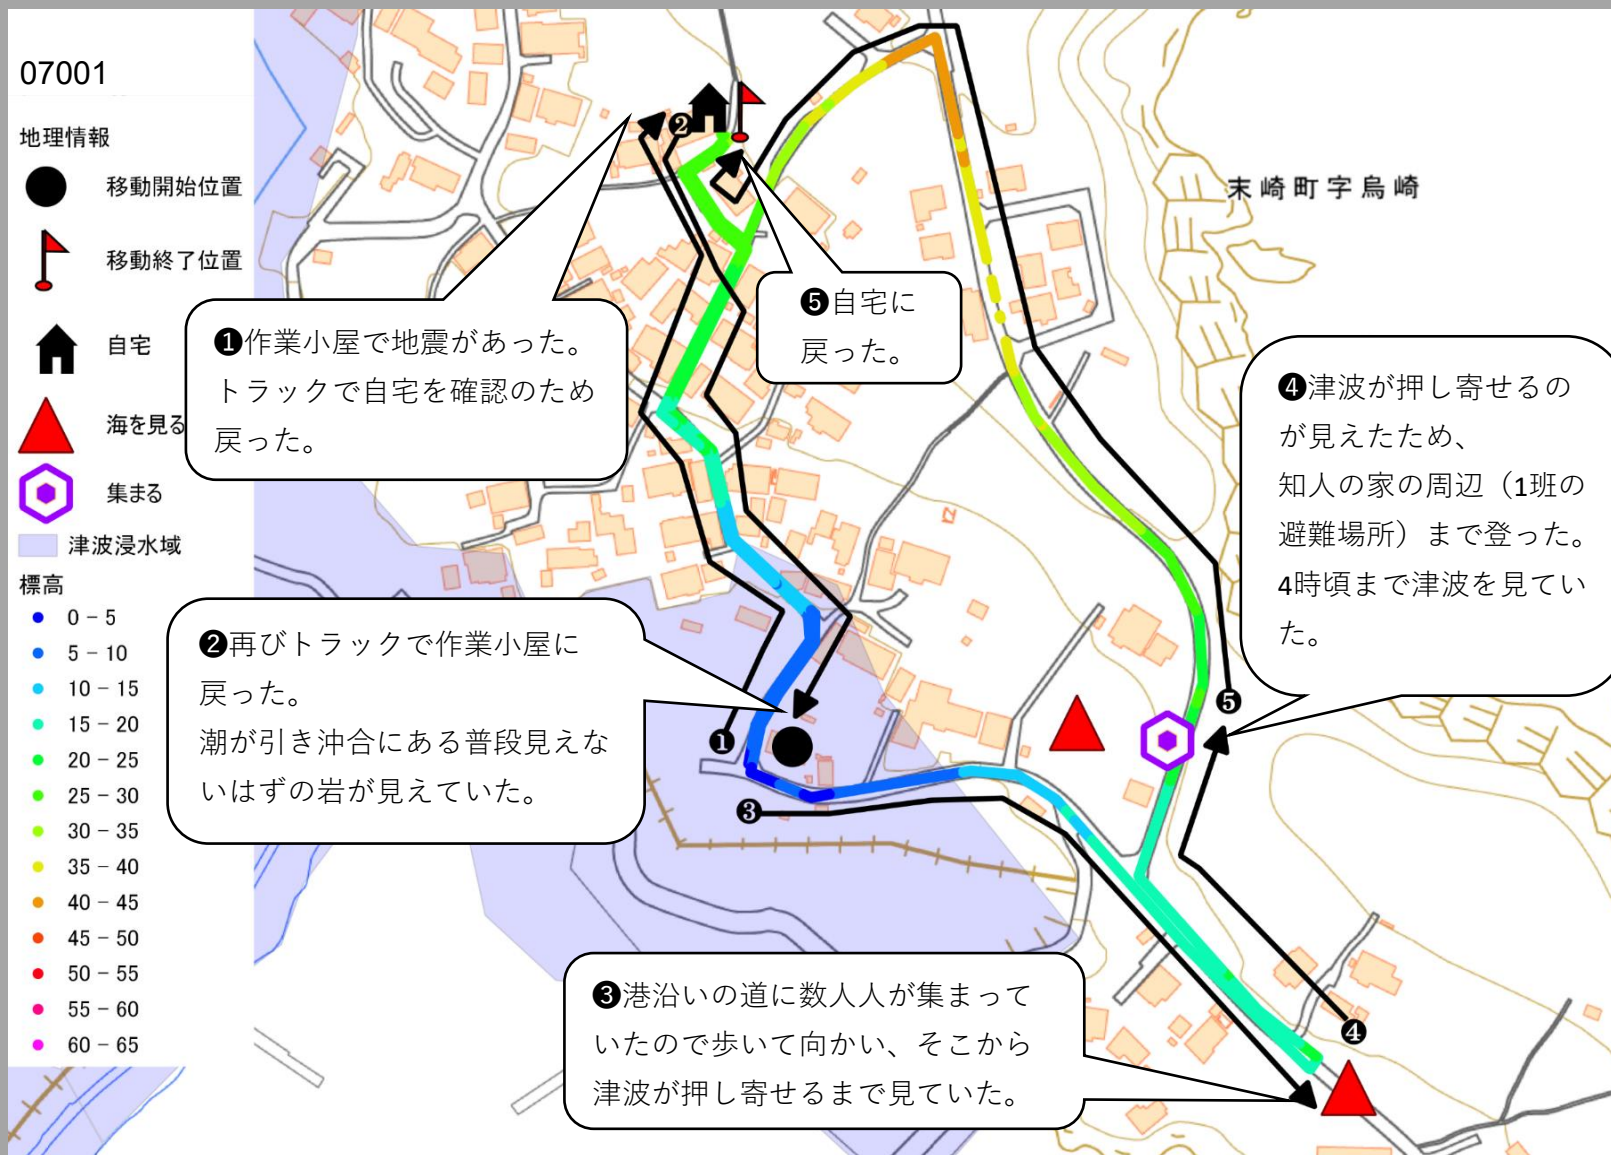 07001
地理情報
移動開始位置
移動終了位置
自宅
海を見る
集まる
津波浸水域
標高
0 − 5
5 − 10
10 − 15
15 − 20
20 − 25
25 − 30
30 − 35
35 − 40
40 − 45
45 − 50
50 − 55
55 − 60
60 − 65
末崎町字烏崎
❶作業小屋で地震があった。
トラックで自宅を確認のため
戻った。
❺自宅に
戻った。
❹津波が押し寄せるの
が見えたため、
知人の家の周辺（1班の
避難場所）まで登った。
4時頃まで津波を見てい
た。
❷再びトラックで作業小屋に
戻った。
潮が引き沖合にある普段見えな
いはずの岩が見えていた。
❸港沿いの道に数人人が集まって
いたので歩いて向かい、そこから
津波が押し寄せるまで見ていた。
❷
❶
❸
❺
❹